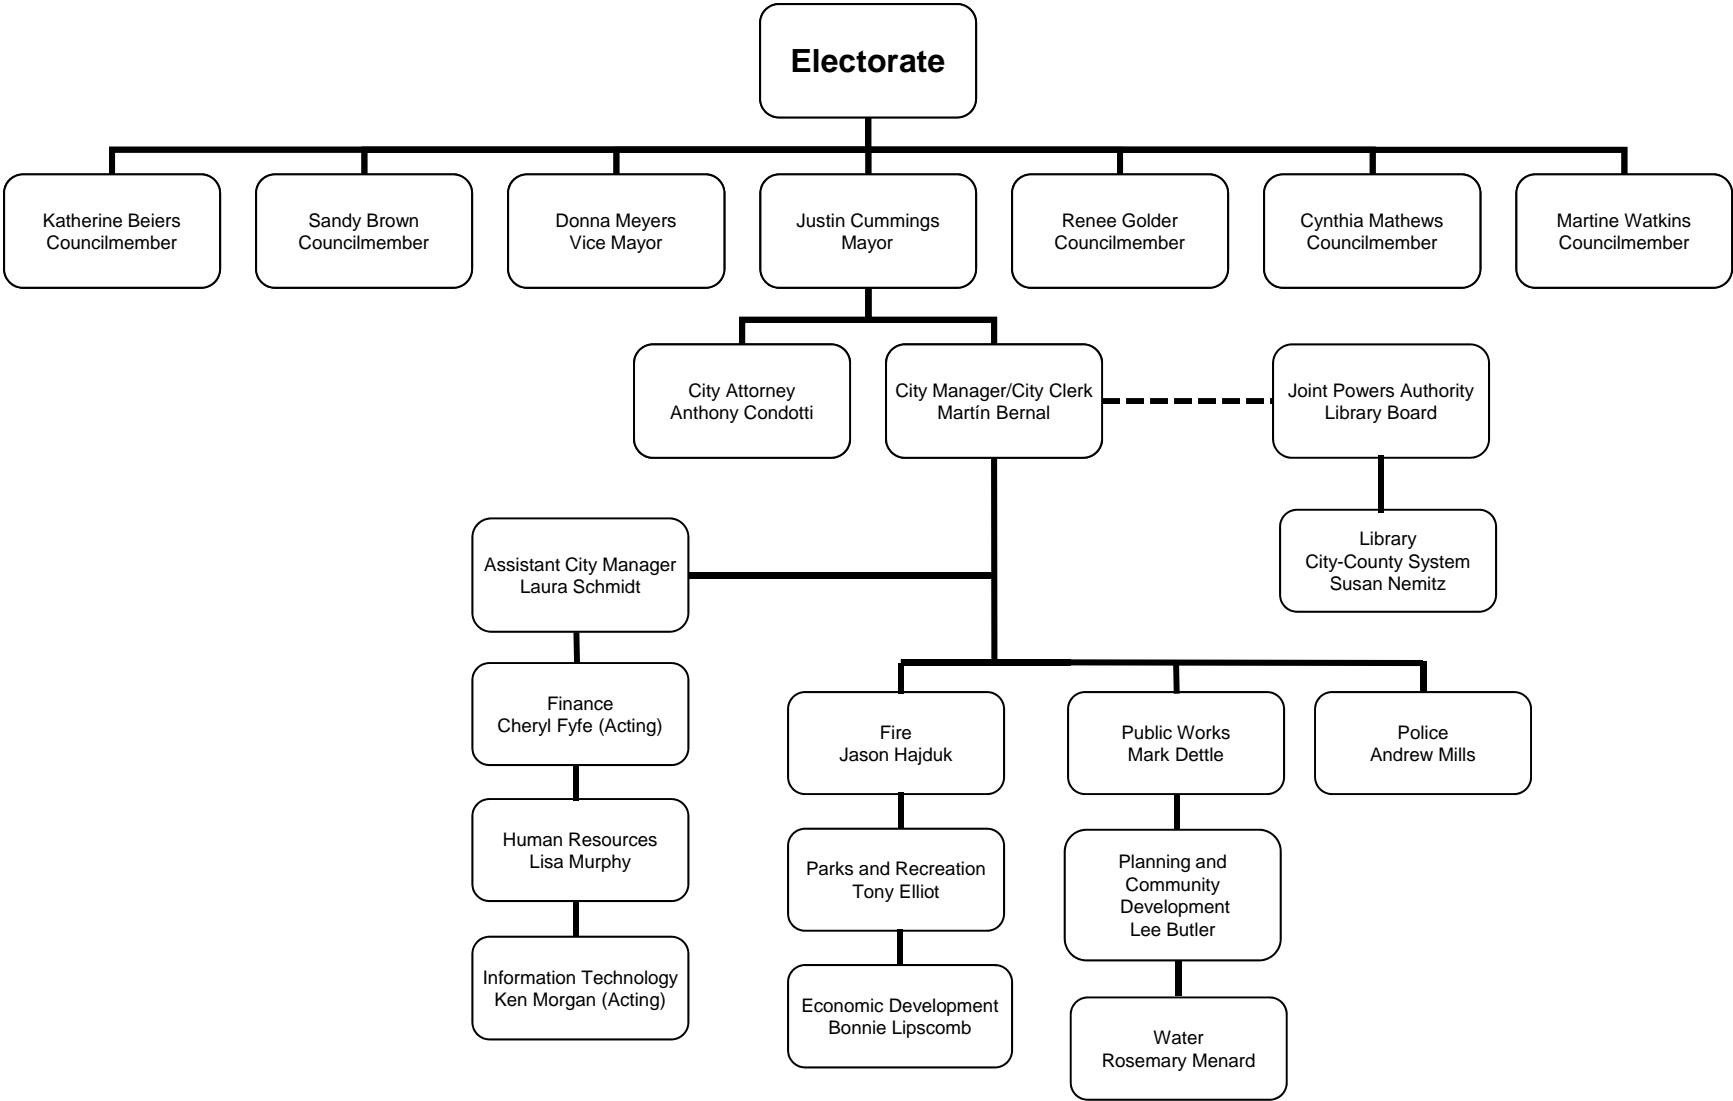 Electorate
Katherine Beiers
Councilmember
Sandy Brown
Councilmember
Donna Meyers
Vice Mayor
Justin Cummings
Mayor
Renee Golder
Councilmember
Cynthia Mathews
Councilmember
Martine Watkins
Councilmember
City Attorney
Anthony Condotti
City Manager/City Clerk
Martín Bernal
Joint Powers Authority
Library Board
Library
City-County System
Susan Nemitz
Assistant City Manager
Laura Schmidt
Finance
Cheryl Fyfe (Acting)
Human Resources
Lisa Murphy
Information Technology
Ken Morgan (Acting)
Fire
Jason Hajduk
Parks and Recreation
Tony Elliot
Economic Development
Bonnie Lipscomb
Public Works
Mark Dettle
Planning and
Community
Development
Lee Butler
Water
Rosemary Menard
Police
Andrew Mills